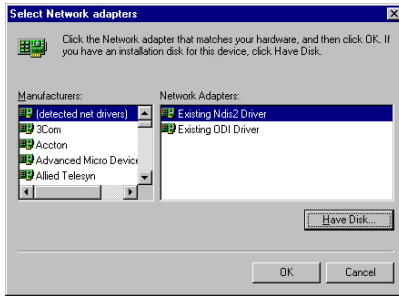 Select Network adapters
Click the Network adapter that matches your hardware, and then click OK. If
you have an installation disk for this device, click Have Disk.
Manufacturers:
(detected net drivers)
3Com
Accton
Advanced Micro Device
Allied Telesyn
Network Adapters:
Existing Ndis2 Driver
Existing ODI Driver
Have Disk...
OK
Cancel